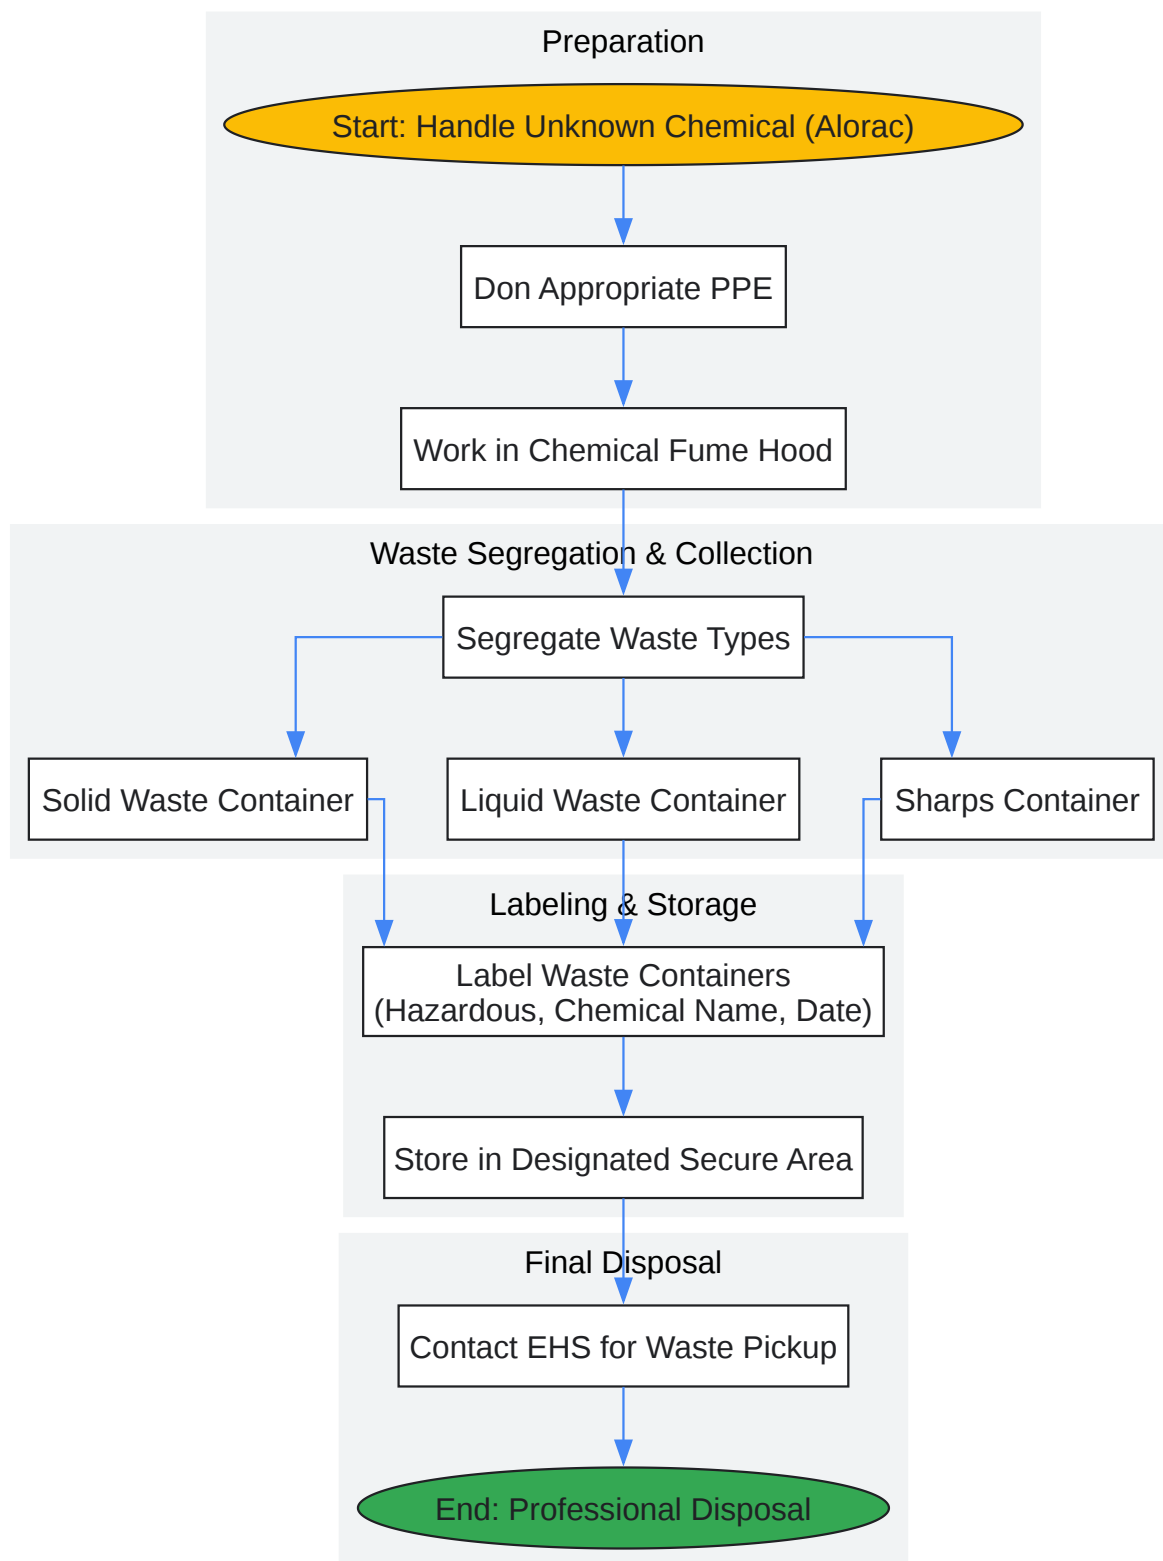 Preparation
Start: Handle Unknown Chemical (Alorac)
Don Appropriate PPE
Work in Chemical Fume Hood
Waste Segregation & Collection
Segregate Waste Types
Solid Waste Container
Liquid Waste Container
Sharps Container
Labeling & Storage
Label Waste Containers
(Hazardous, Chemical Name, Date)
Store in Designated Secure Area
Final Disposal
Contact EHS for Waste Pickup
End: Professional Disposal